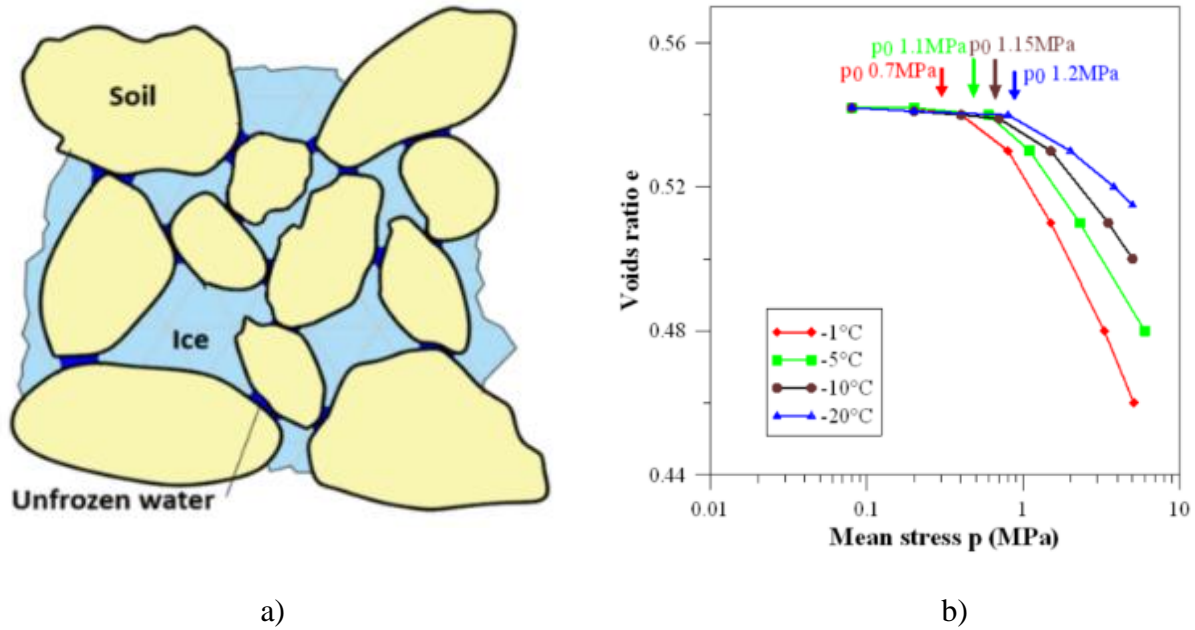 Soil
Ice
Unfrozen water
a)
0.56
0.52
0.48
0.44
Voids ratio e
p0 1.1MPa
p0 1.15MPa
p0 0.7MPa
p0 1.2MPa
-1°C
-5°C
-10°C
-20°C
0.01
0.1
1
10
Mean stress p (MPa)
b)